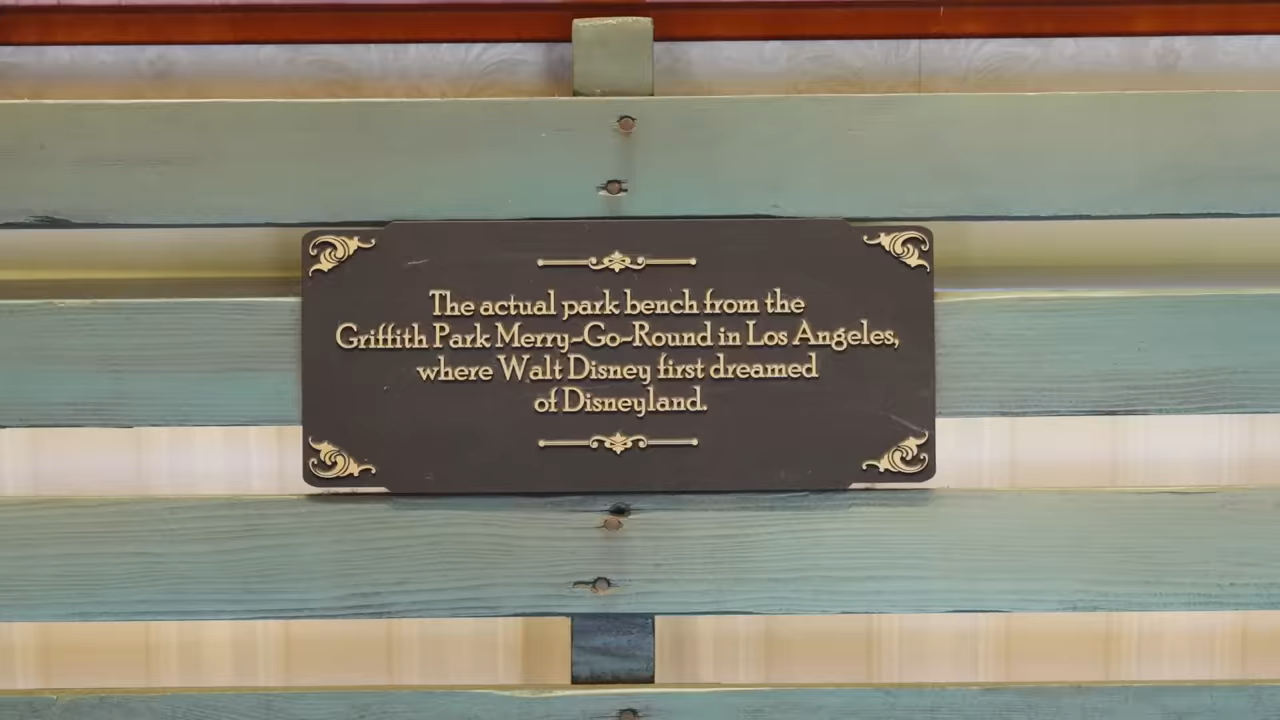 The actual park bench from the
Griffith Park Merry-Go-Round in Los Angeles,
where Walt Disney first dreamed
of Disneyland.